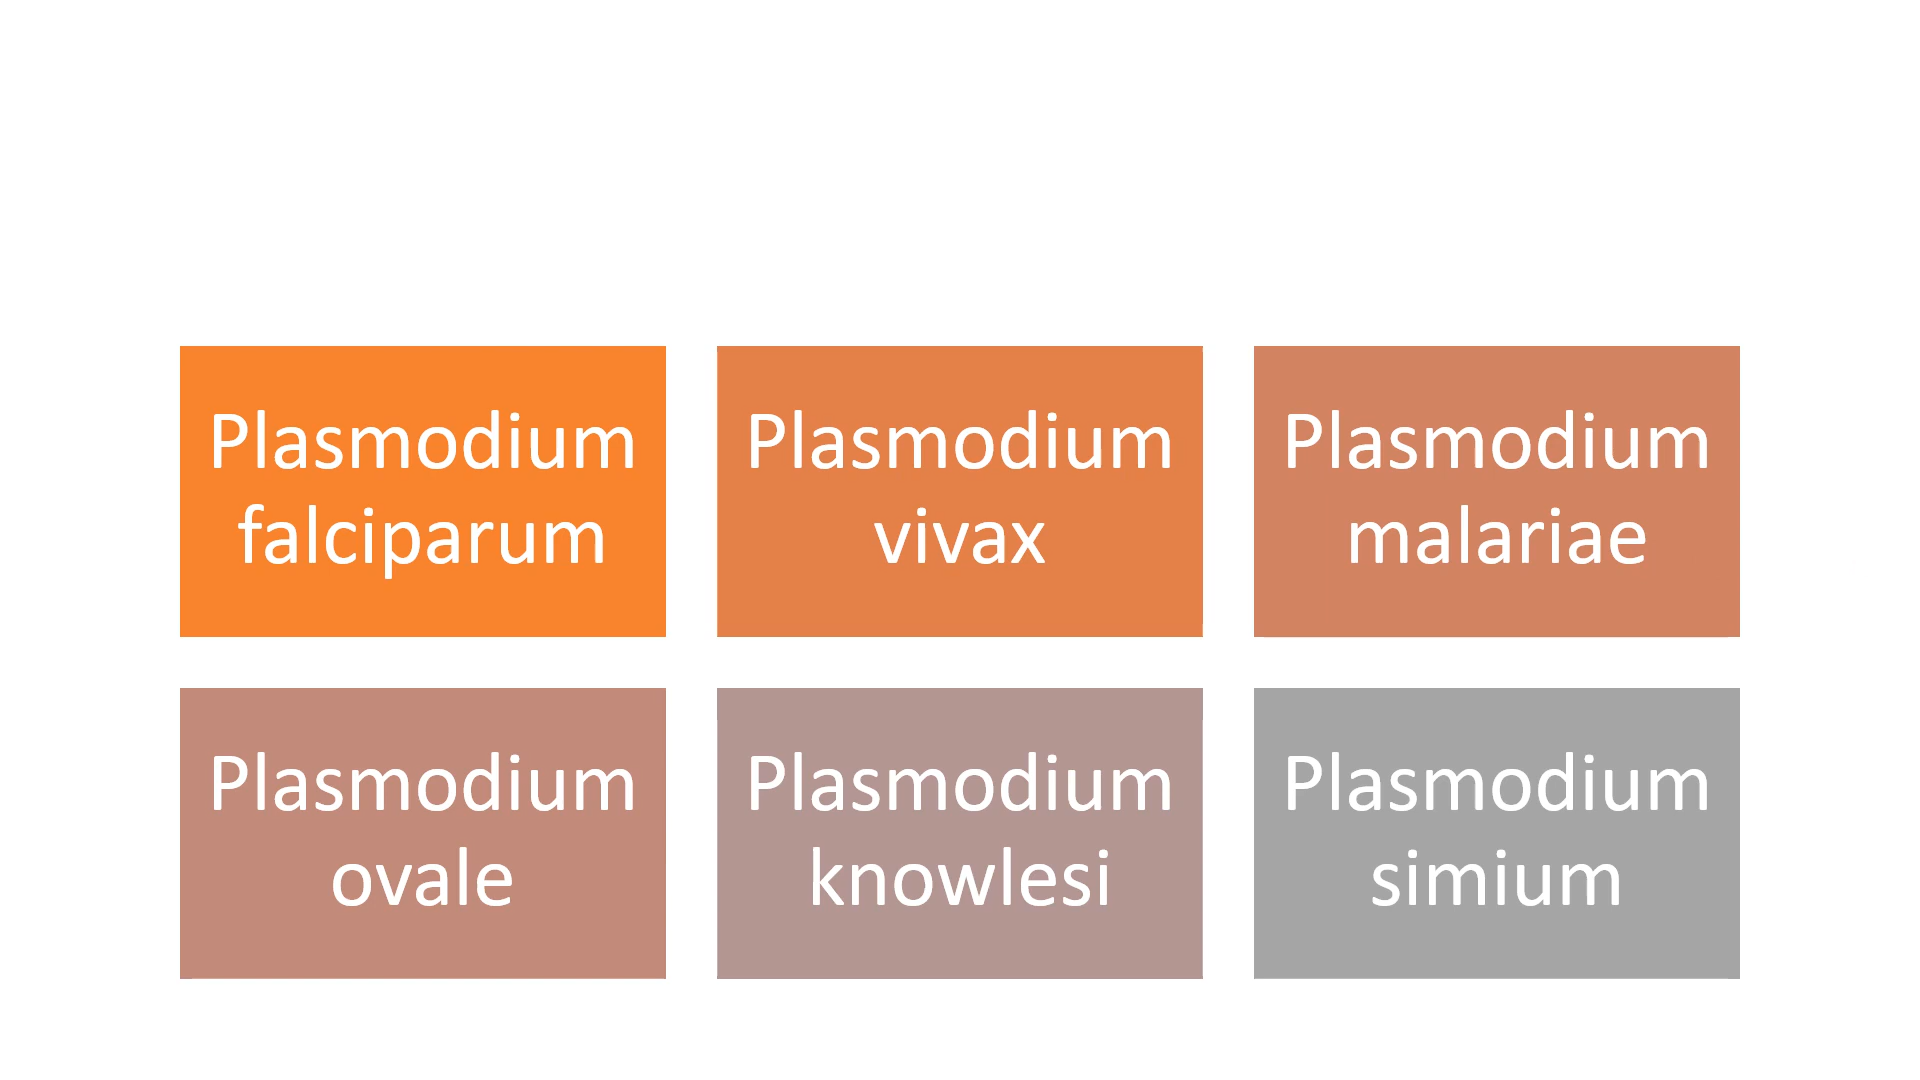 Plasmodium
falciparum
Plasmodium
vivax
Plasmodium
malariae
Plasmodium
ovale
Plasmodium
knowlesi
Plasmodium
simium